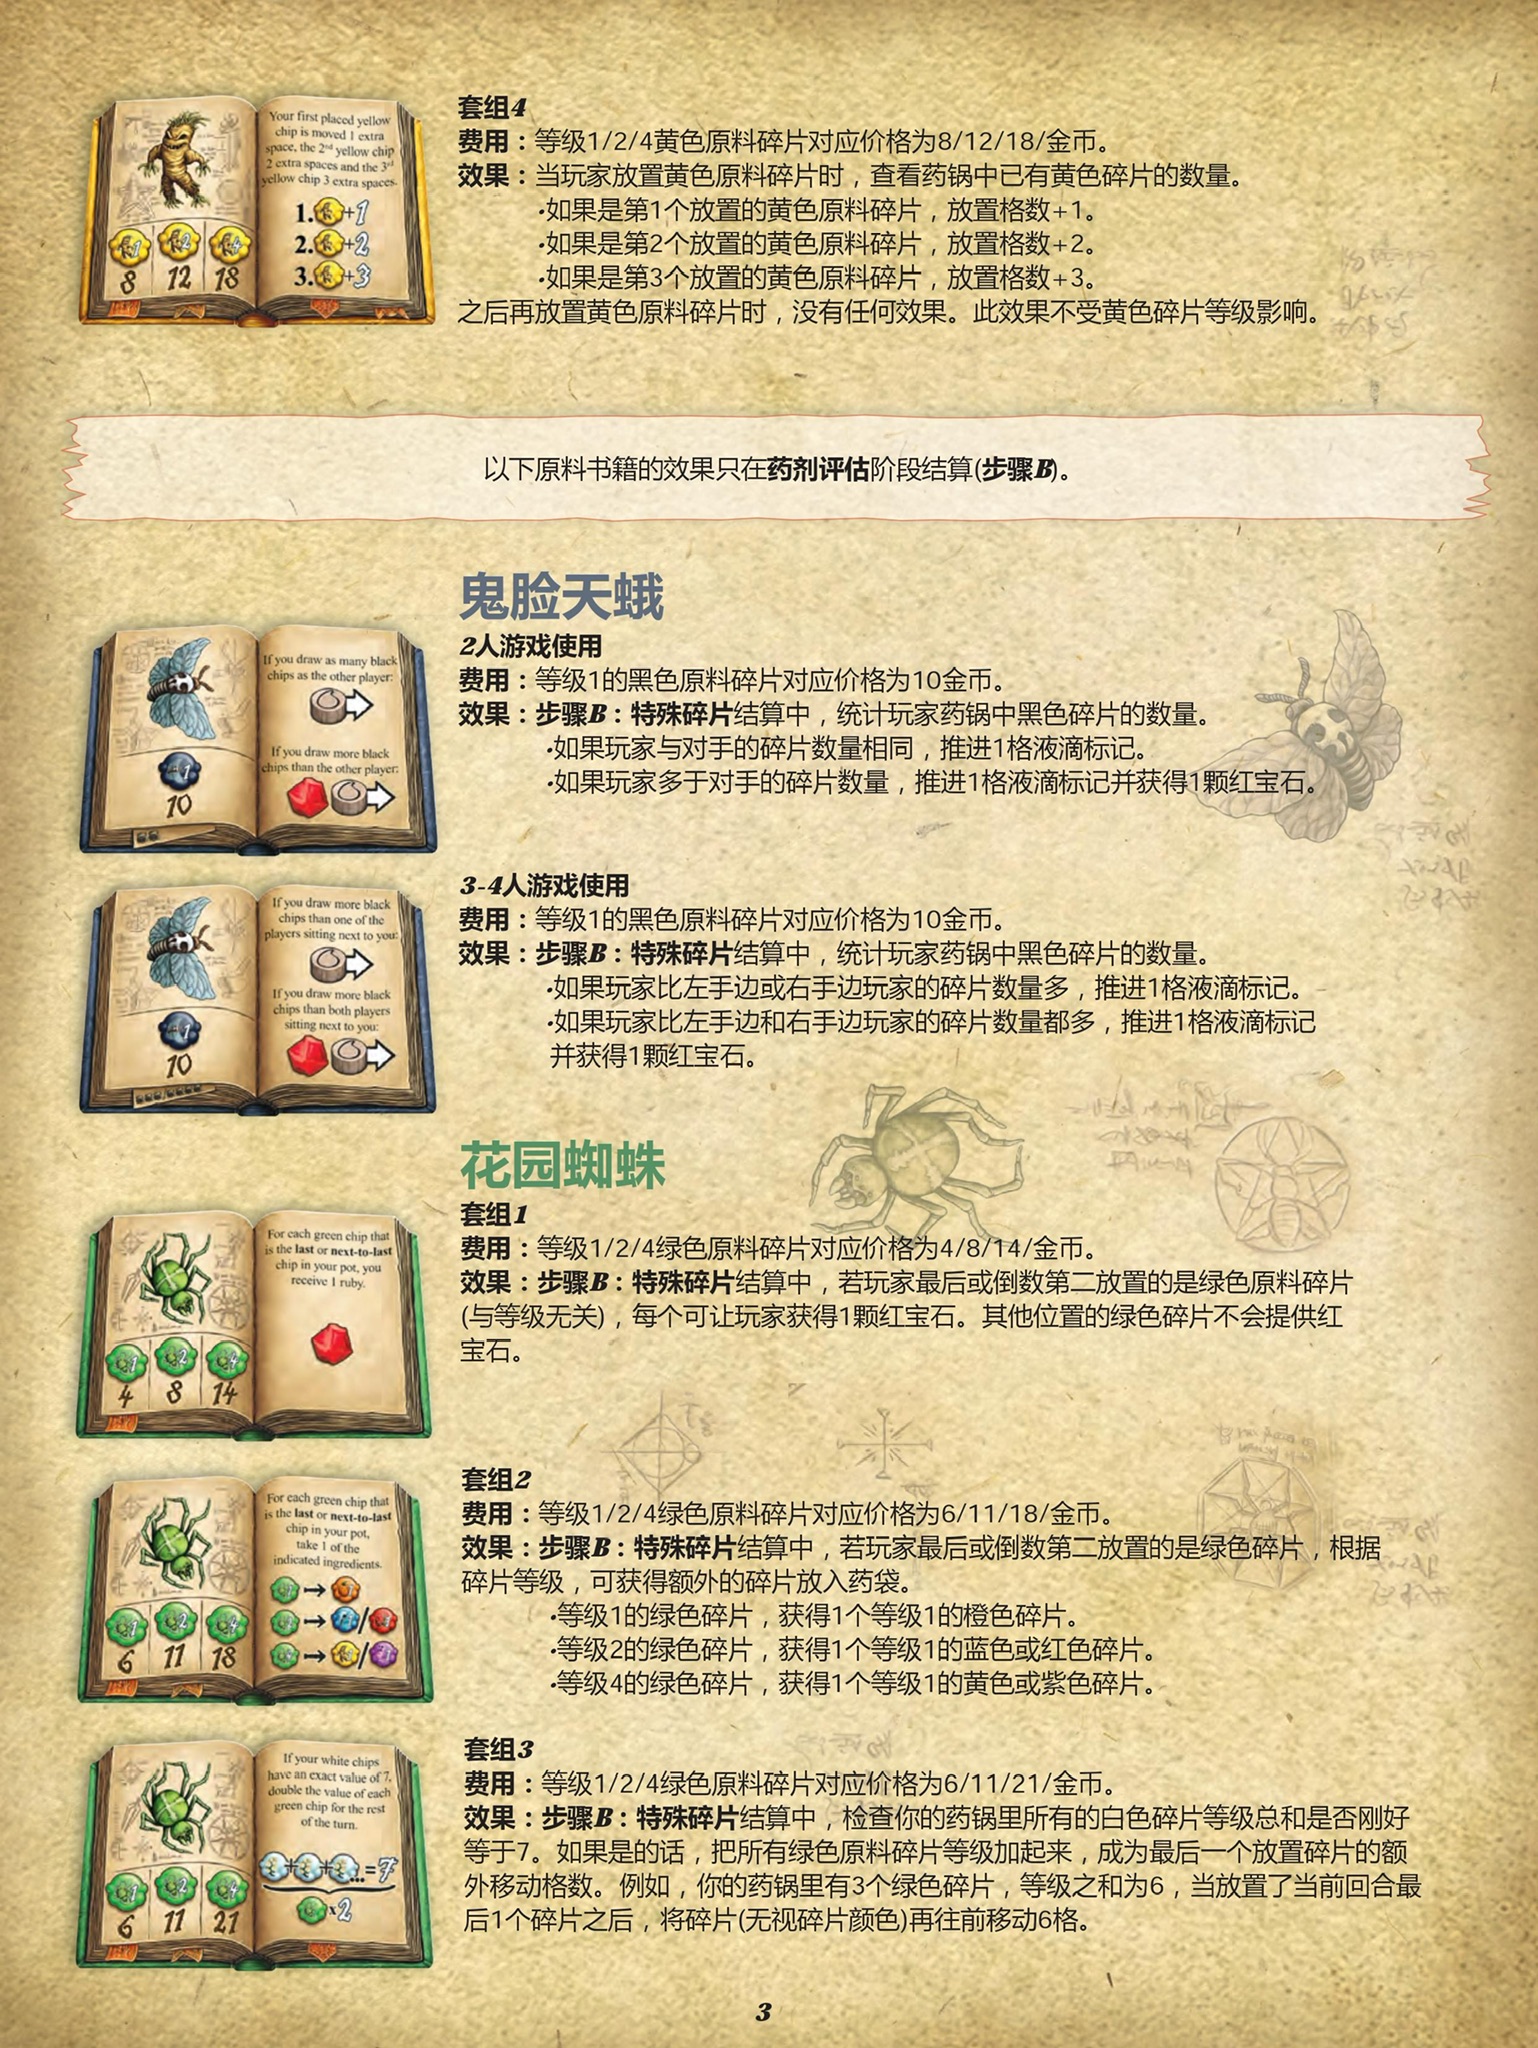 Your first placed yellow
chip is moved 1 extra
space, the 2nd yellow chip
2 extra spaces and the 3rd
yellow chip 3 extra spaces.
1. +1
2. +2
3. +3
1 2 4
8 12 18
套组4
费用：等级1/2/4黄色原料碎片对应价格为8/12/18/金币。
效果：当玩家放置黄色原料碎片时，查看药锅中已有黄色碎片的数量。
·如果是第1个放置的黄色原料碎片，放置格数+1。
·如果是第2个放置的黄色原料碎片，放置格数+2。
·如果是第3个放置的黄色原料碎片，放置格数+3。
之后再放置黄色原料碎片时，没有任何效果。此效果不受黄色碎片等级影响。
以下原料书籍的效果只在药剂评估阶段结算(步骤B)。
鬼脸天蛾
If you draw as many black
chips as the other player:
If you draw more black
chips than the other player:
1
10
2人游戏使用
费用：等级1的黑色原料碎片对应价格为10金币。
效果：步骤B：特殊碎片结算中，统计玩家药锅中黑色碎片的数量。
·如果玩家与对手的碎片数量相同，推进1格液滴标记。
·如果玩家多于对手的碎片数量，推进1格液滴标记并获得1颗红宝石。
If you draw more black
chips than one of the
players sitting next to you:
If you draw more black
chips than both players
sitting next to you:
1
10
3-4人游戏使用
费用：等级1的黑色原料碎片对应价格为10金币。
效果：步骤B：特殊碎片结算中，统计玩家药锅中黑色碎片的数量。
·如果玩家比左手边或右手边玩家的碎片数量多，推进1格液滴标记。
·如果玩家比左手边和右手边玩家的碎片数量都多，推进1格液滴标记
并获得1颗红宝石。
花园蜘蛛
For each green chip that
is the last or next-to-last
chip in your pot, you
receive 1 ruby.
1 2 4
4 8 14
套组1
费用：等级1/2/4绿色原料碎片对应价格为4/8/14/金币。
效果：步骤B：特殊碎片结算中，若玩家最后或倒数第二放置的是绿色原料碎片
(与等级无关)，每个可让玩家获得1颗红宝石。其他位置的绿色碎片不会提供红
宝石。
For each green chip that
is the last or next-to-last
chip in your pot,
take 1 of the
indicated ingredients.
1 2 4
6 11 18
套组2
费用：等级1/2/4绿色原料碎片对应价格为6/11/18/金币。
效果：步骤B：特殊碎片结算中，若玩家最后或倒数第二放置的是绿色碎片，根据
碎片等级，可获得额外的碎片放入药袋。
·等级1的绿色碎片，获得1个等级1的橙色碎片。
·等级2的绿色碎片，获得1个等级1的蓝色或红色碎片。
·等级4的绿色碎片，获得1个等级1的黄色或紫色碎片。
If your white chips
have an exact value of 7,
double the value of each
green chip for the rest
of the turn.
+ + ...=7
x2
1 2 4
6 11 21
套组3
费用：等级1/2/4绿色原料碎片对应价格为6/11/21/金币。
效果：步骤B：特殊碎片结算中，检查你的药锅里所有的白色碎片等级总和是否刚好
等于7。如果是的话，把所有绿色原料碎片等级加起来，成为最后一个放置碎片的额
外移动格数。例如，你的药锅里有3个绿色碎片，等级之和为6，当放置了当前回合最
后1个碎片之后，将碎片(无视碎片颜色)再往前移动6格。
3